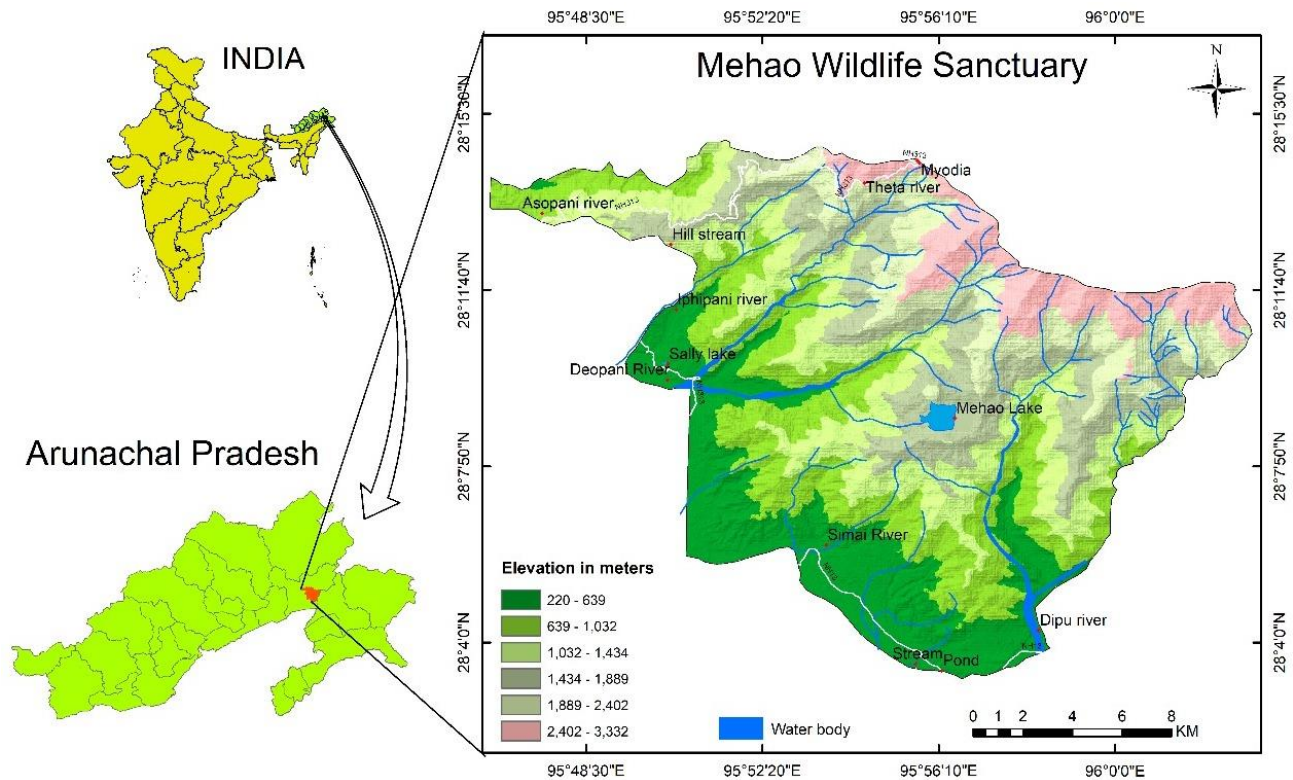 INDIA
Arunachal Pradesh
95°48'30"E
95°52'20"E
95°56'10"E
96°0'0"E
Mehao Wildlife Sanctuary
N
28°15'30"N
28°15'30"N
NH313
Myodia
NH313
Theta river
Asopani river
NH313
Hill stream
28°11'40"N
28°11'40"N
Iphipani river
Sally lake
Deopani River
Mehao Lake
28°7'50"N
28°7'50"N
Simai River
Elevation in meters
220 - 639
639 - 1,032
1,032 - 1,434
1,434 - 1,889
1,889 - 2,402
2,402 - 3,332
Dipu river
28°4'0"N
28°4'0"N
Stream
Pond
Water body
0 1 2 4 6 8
KM
95°48'30"E
95°52'20"E
95°56'10"E
96°0'0"E